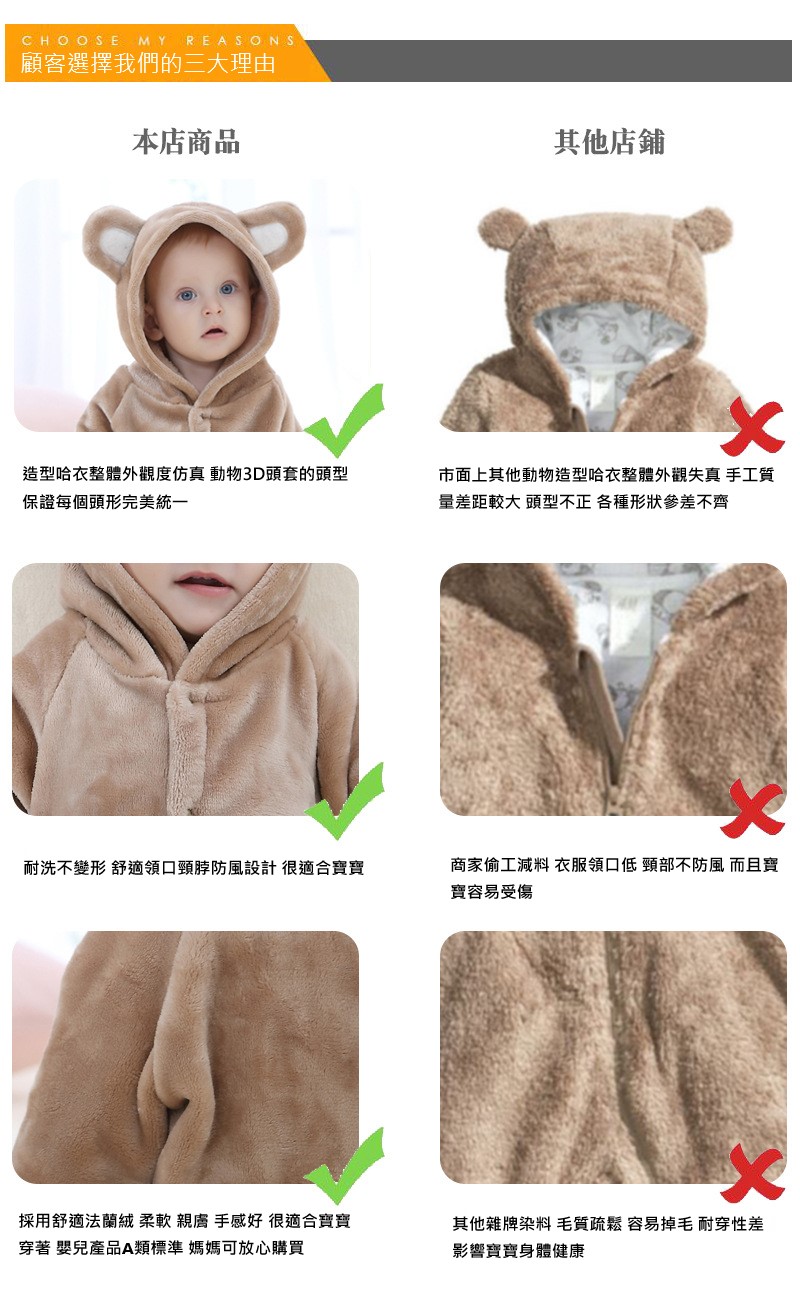 CHOOSE MY REASONS
顧客選擇我們的三大理由
本店商品
其他店鋪
造型哈衣整體外觀度仿真 動物3D頭套的頭型
保證每個頭形完美統一
市面上其他動物造型哈衣整體外觀失真 手工質
量差距較大 頭型不正 各種形狀參差不齊
耐洗不變形 舒適領口頸脖防風設計 很適合寶寶
商家偷工減料 衣服領口低 頸部不防風 而且寶
寶容易受傷
採用舒適法蘭絨 柔軟 親膚 手感好 很適合寶寶
穿著 嬰兒產品A類標準 媽媽可放心購買
其他雜牌染料 毛質疏鬆 容易掉毛 耐穿性差
影響寶寶身體健康